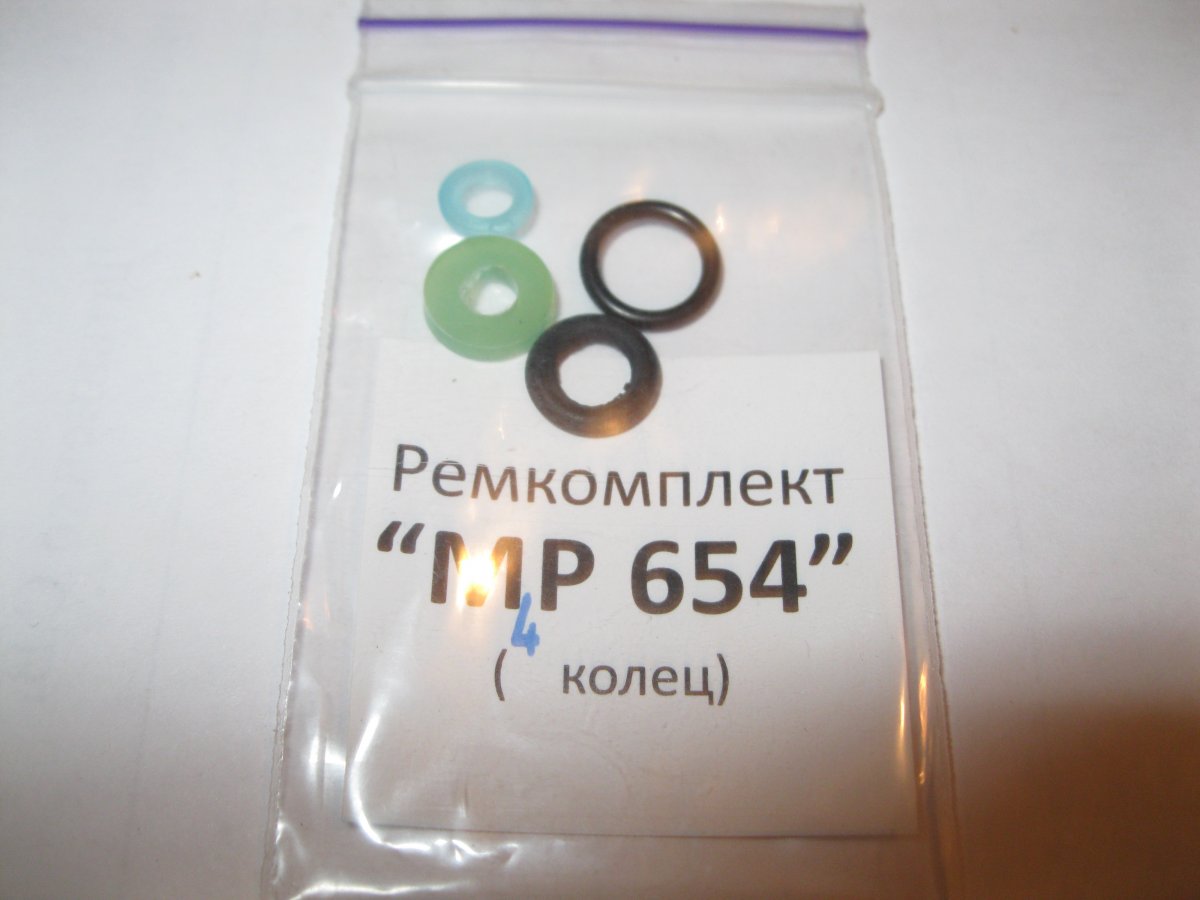 Ремкомплект
“МР 654”
(4 колец)